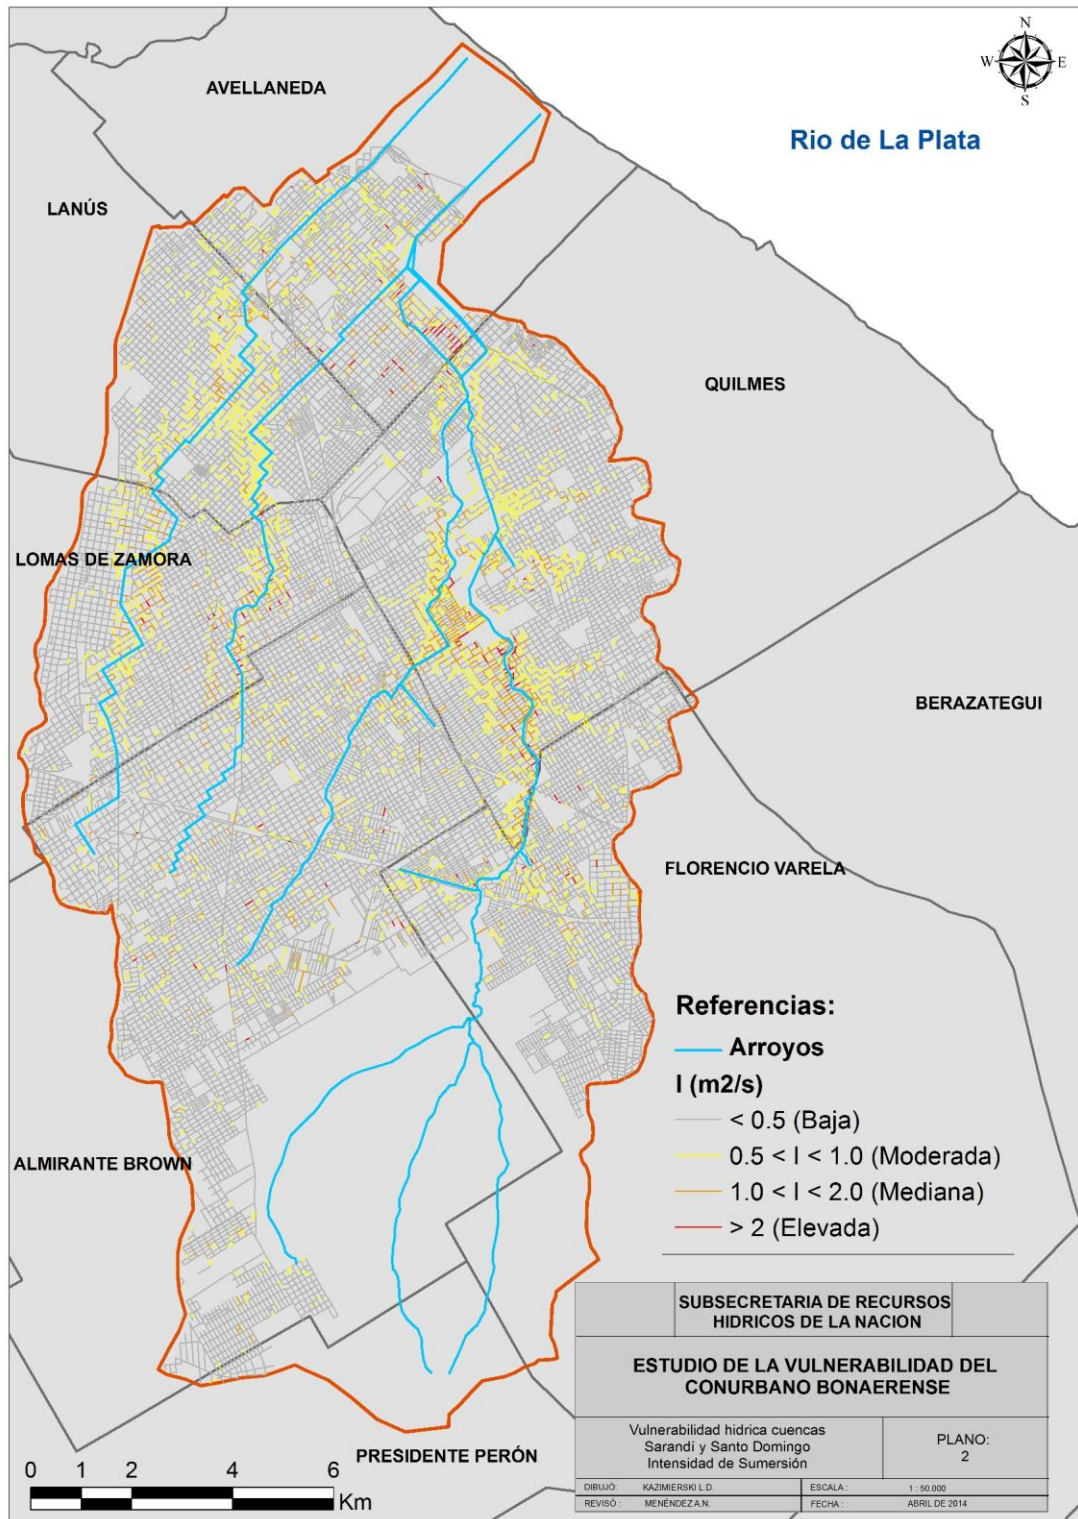 N
W
E
S
AVELLANEDA
Rio de La Plata
LANÚS
QUILMES
LOMAS DE ZAMORA
BERAZATEGUI
FLORENCIO VARELA
Referencias:
Arroyos
I (m2/s)
< 0.5 (Baja)
0.5 < I < 1.0 (Moderada)
1.0 < I < 2.0 (Mediana)
> 2 (Elevada)
ALMIRANTE BROWN
PRESIDENTE PERÓN
0 1 2 4 6
Km
SUBSECRETARIA DE RECURSOS
HIDRICOS DE LA NACION
ESTUDIO DE LA VULNERABILIDAD DEL
CONURBANO BONAERENSE
Vulnerabilidad hidrica cuencas
Sarandí y Santo Domingo
Intensidad de Sumersión
PLANO:
2
DIBUJÓ: KAZIMIERSKI L.D. ESCALA : 1 : 50.000
REVISÓ : MENÉNDEZ A.N. FECHA : ABRIL DE 2014